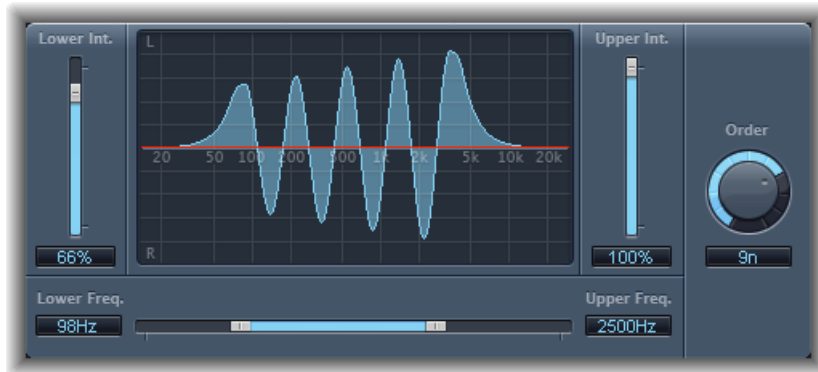 Lower Int.
L
Upper Int.
Order
20 50 100 200 500 1k 2k 5k 10k 20k
R
66%
100%
9n
Lower Freq.
Upper Freq.
98Hz
2500Hz